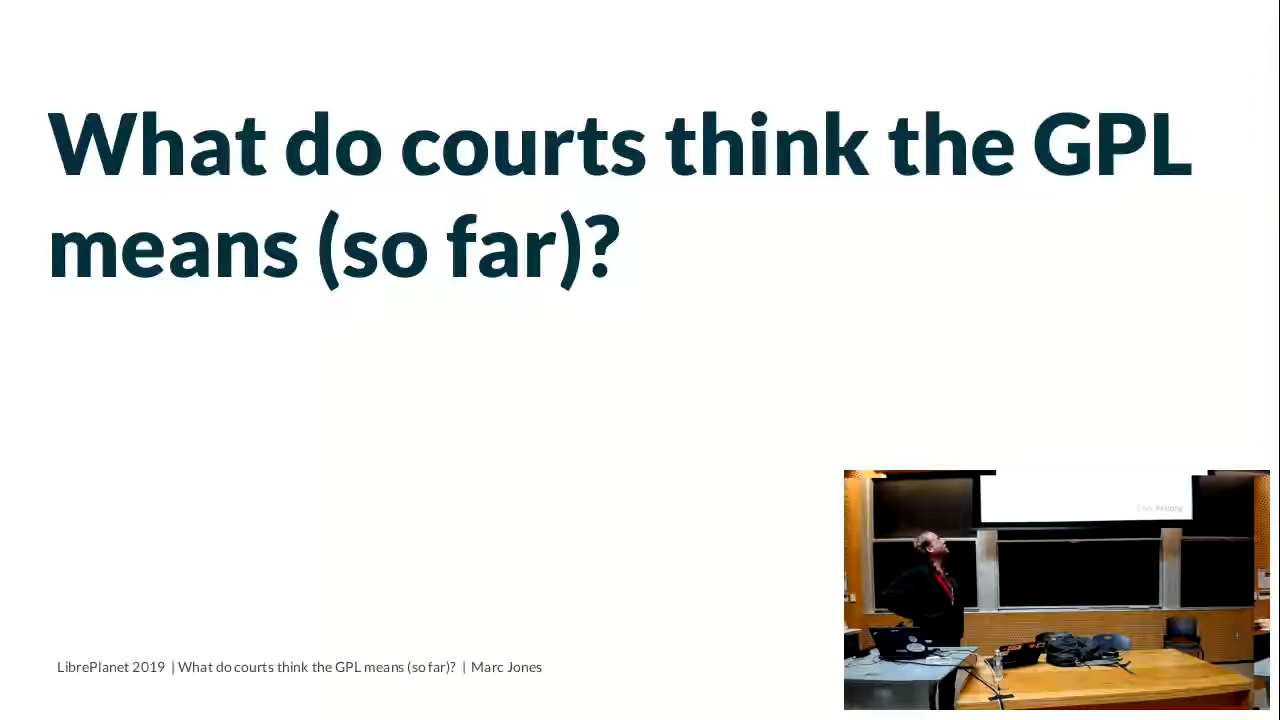 What do courts think the GPL
means (so far)?
LibrePlanet 2019 | What do courts think the GPL means (so far)? | Marc Jones